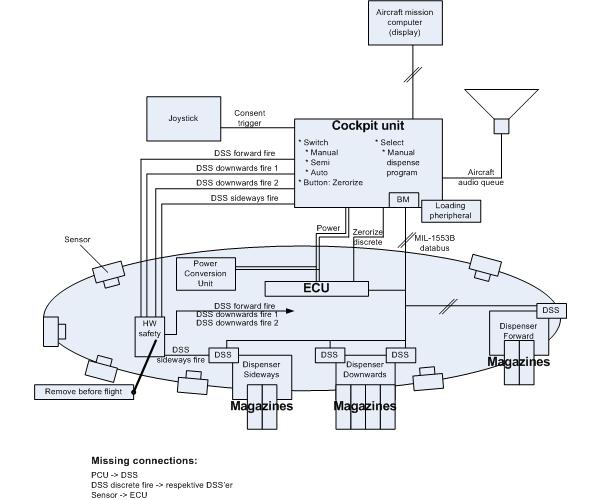 Aircraft mission
computer
(display)
Joystick
Consent
trigger
Cockpit unit
* Switch
* Manual
* Semi
* Auto
* Button: Zerorize
* Select
* Manual
dispense
program
BM
Loading
pheripheral
Aircraft
audio queue
DSS forward fire
DSS downwards fire 1
DSS downwards fire 2
DSS sideways fire
Power
Zerorize
discrete
MIL-1553B
databus
Sensor
Power
Conversion
Unit
ECU
HW
safety
DSS forward fire
DSS downwards fire 1
DSS downwards fire 2
DSS
sideways fire
DSS
Dispenser
Sideways
Magazines
DSS
DSS
Dispenser
Downwards
Magazines
DSS
Dispenser
Forward
Magazines
Remove before flight
Missing connections:
PCU -> DSS
DSS discrete fire -> respektive DSS'er
Sensor -> ECU